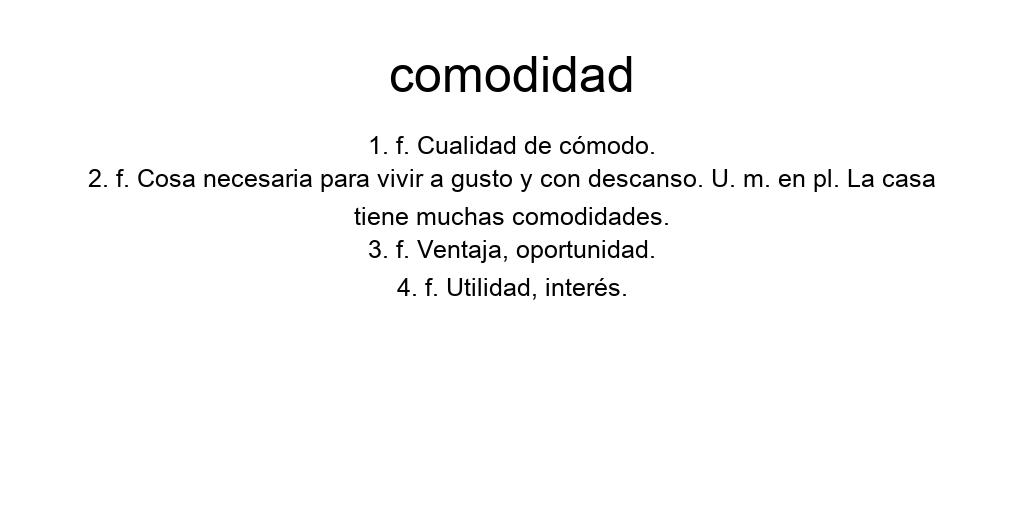 comodidad
1. f. Cualidad de cómodo.
2. f. Cosa necesaria para vivir a gusto y con descanso. U. m. en pl. La casa
tiene muchas comodidades.
3. f. Ventaja, oportunidad.
4. f. Utilidad, interés.